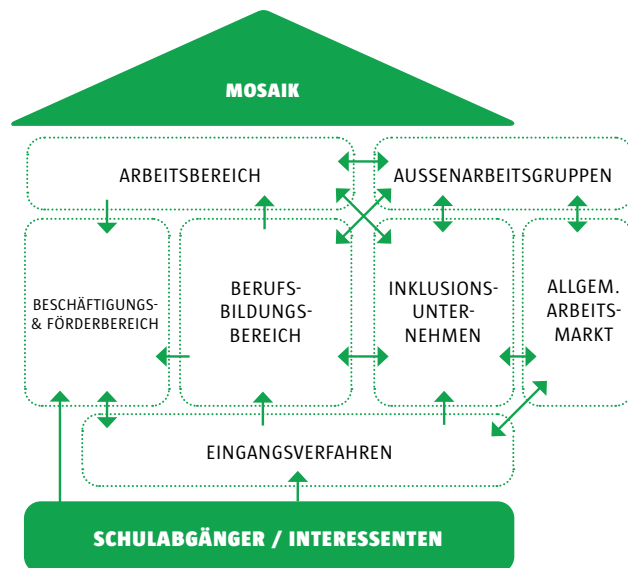 MOSAIK
ARBEITSBEREICH
AUSSENARBEITSGRUPPEN
BESCHÄFTIGUNGS-
& FÖRDERBEREICH
BERUFS-
BILDUNGS-
BEREICH
INKLUSIONS-
UNTER-
NEHMEN
ALLGEM.
ARBEITS-
MARKT
EINGANGSVERFAHREN
SCHULABGÄNGER / INTERESSENTEN